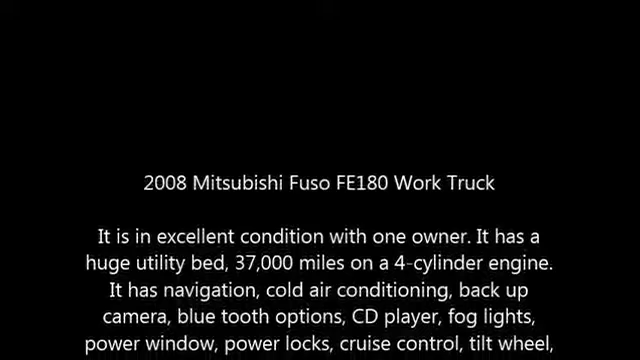 2008 Mitsubishi Fuso FE180 Work Truck
It is in excellent condition with one owner. It has a
huge utility bed, 37,000 miles on a 4-cylinder engine.
It has navigation, cold air conditioning, back up
camera, blue tooth options, CD player, fog lights,
power window, power locks, cruise control, tilt wheel,